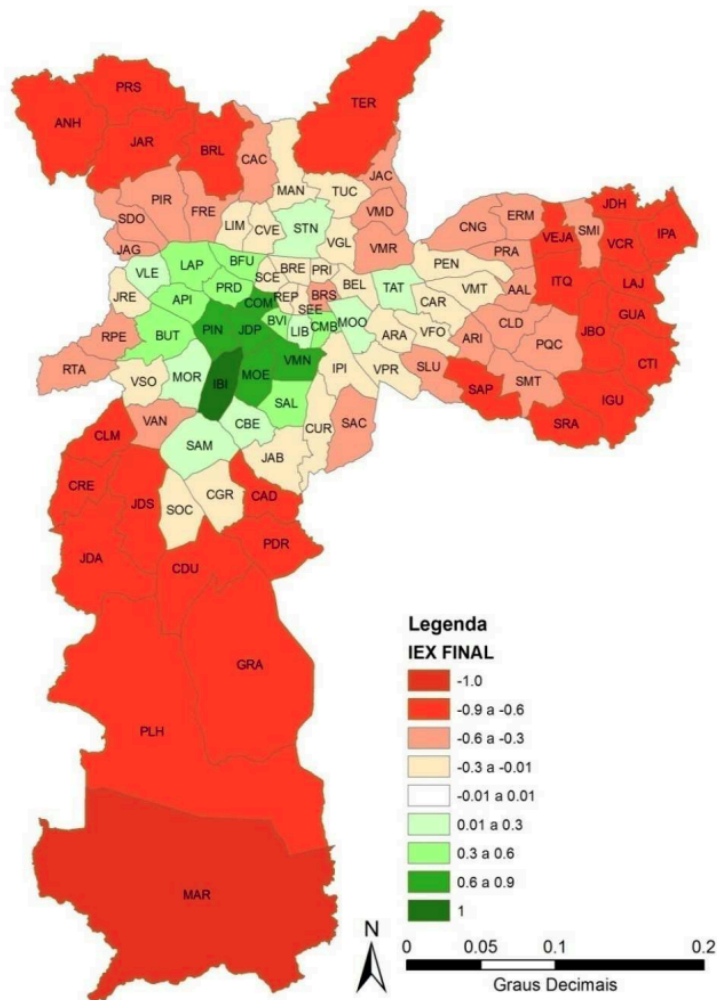 TER
PRS
ANH
JAR
BRL
CAC
JAC
MAN
TUC
PIR
FRE
SDO
VMD
LIM
CVE
STN
VGL
VMR
JAG
CNG
ERM
VEJA
SMI
JDH
VCR
IPA
PRA
PEN
VLE
LAP
BFU
SCE
BRE
PRI
BEL
TAT
CAR
VMT
AAL
ITQ
LAJ
JRE
API
PRD
COM
REP
BRS
SEE
GUA
RPE
BUT
PIN
JDP
BVI
LIB
CMB
MOO
ARA
VFO
ARI
CLD
PQC
JBO
RTA
VSO
MOR
IBI
MOE
VMN
IPI
VPR
SLU
SAP
SMT
CTI
IGU
SRA
SAL
CLM
VAN
SAM
CBE
CUR
SAC
JAB
CRE
JDS
SOC
CGR
CAD
JDA
CDU
PDR
GRA
PLH
MAR
Legenda
IEX FINAL
-1.0
-0.9 a -0.6
-0.6 a -0.3
-0.3 a -0.01
-0.01 a 0.01
0.01 a 0.3
0.3 a 0.6
0.6 a 0.9
1
N
0 0.05 0.1 0.2
Graus Decimais